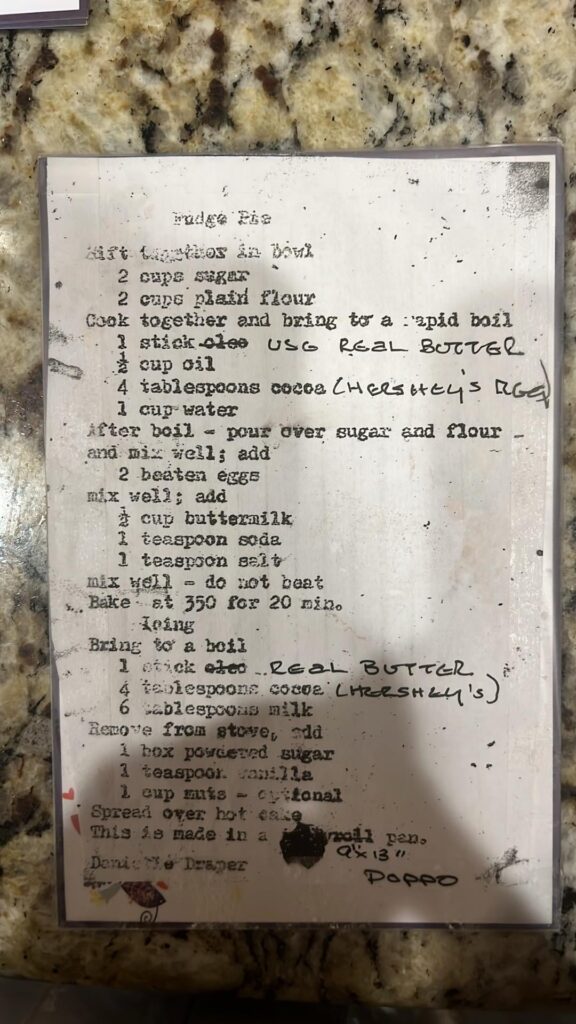 Fudge Pie
Sift together in bowl
2 cups sugar
2 cups plain flour
Cook together and bring to a rapid boil
1 stick oleo USE REAL BUTTER
½ cup oil
4 tablespoons cocoa (HERSHEY'S REG)
1 cup water
After boil - pour over sugar and flour -
and mix well; add
2 beaten eggs
mix well; add
½ cup buttermilk
1 teaspoon soda
1 teaspoon salt
mix well - do not beat
Bake at 350 for 20 min.
Icing
Bring to a boil
1 stick oleo REAL BUTTER
4 tablespoons cocoa (HERSHEY'S)
6 tablespoons milk
Remove from stove, add
1 box powdered sugar
1 teaspoon vanilla
1 cup nuts - optional
Spread over hot cake
This is made in a pan.
9"x 13"
Danielle Draper
POPPO